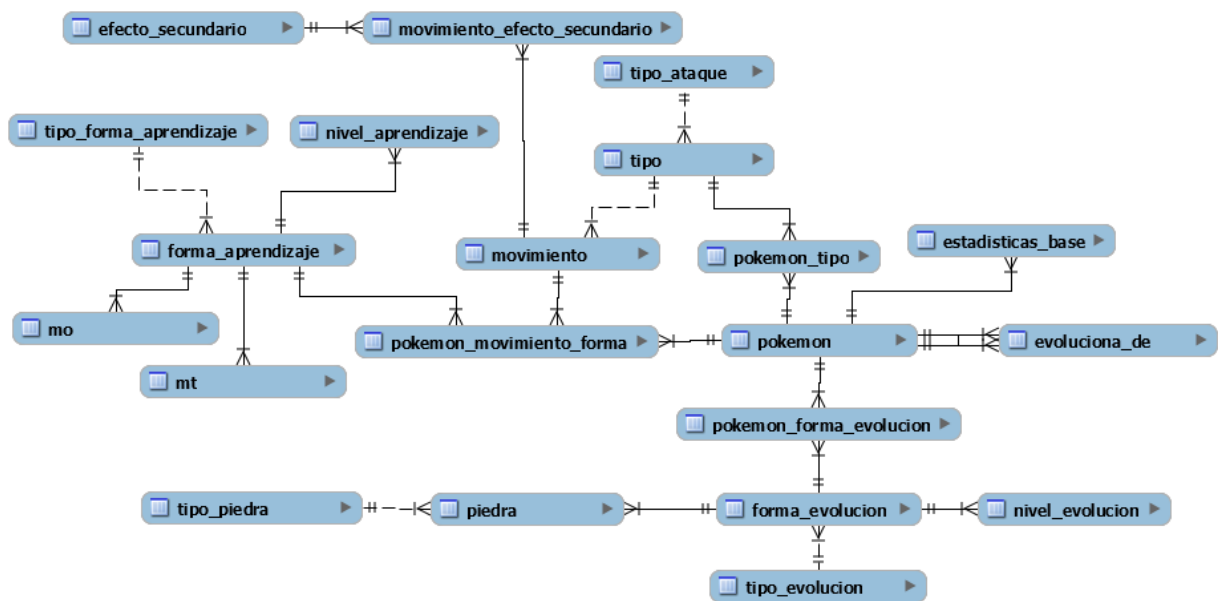 efecto_secundario
movimiento_efecto_secundario
tipo_ataque
tipo_forma_aprendizaje
nivel_aprendizaje
tipo
forma_aprendizaje
movimiento
pokemon_tipo
estadisticas_base
mo
pokemon_movimiento_forma
pokemon
evoluciona_de
mt
pokemon_forma_evolucion
tipo_piedra
piedra
forma_evolucion
nivel_evolucion
tipo_evolucion